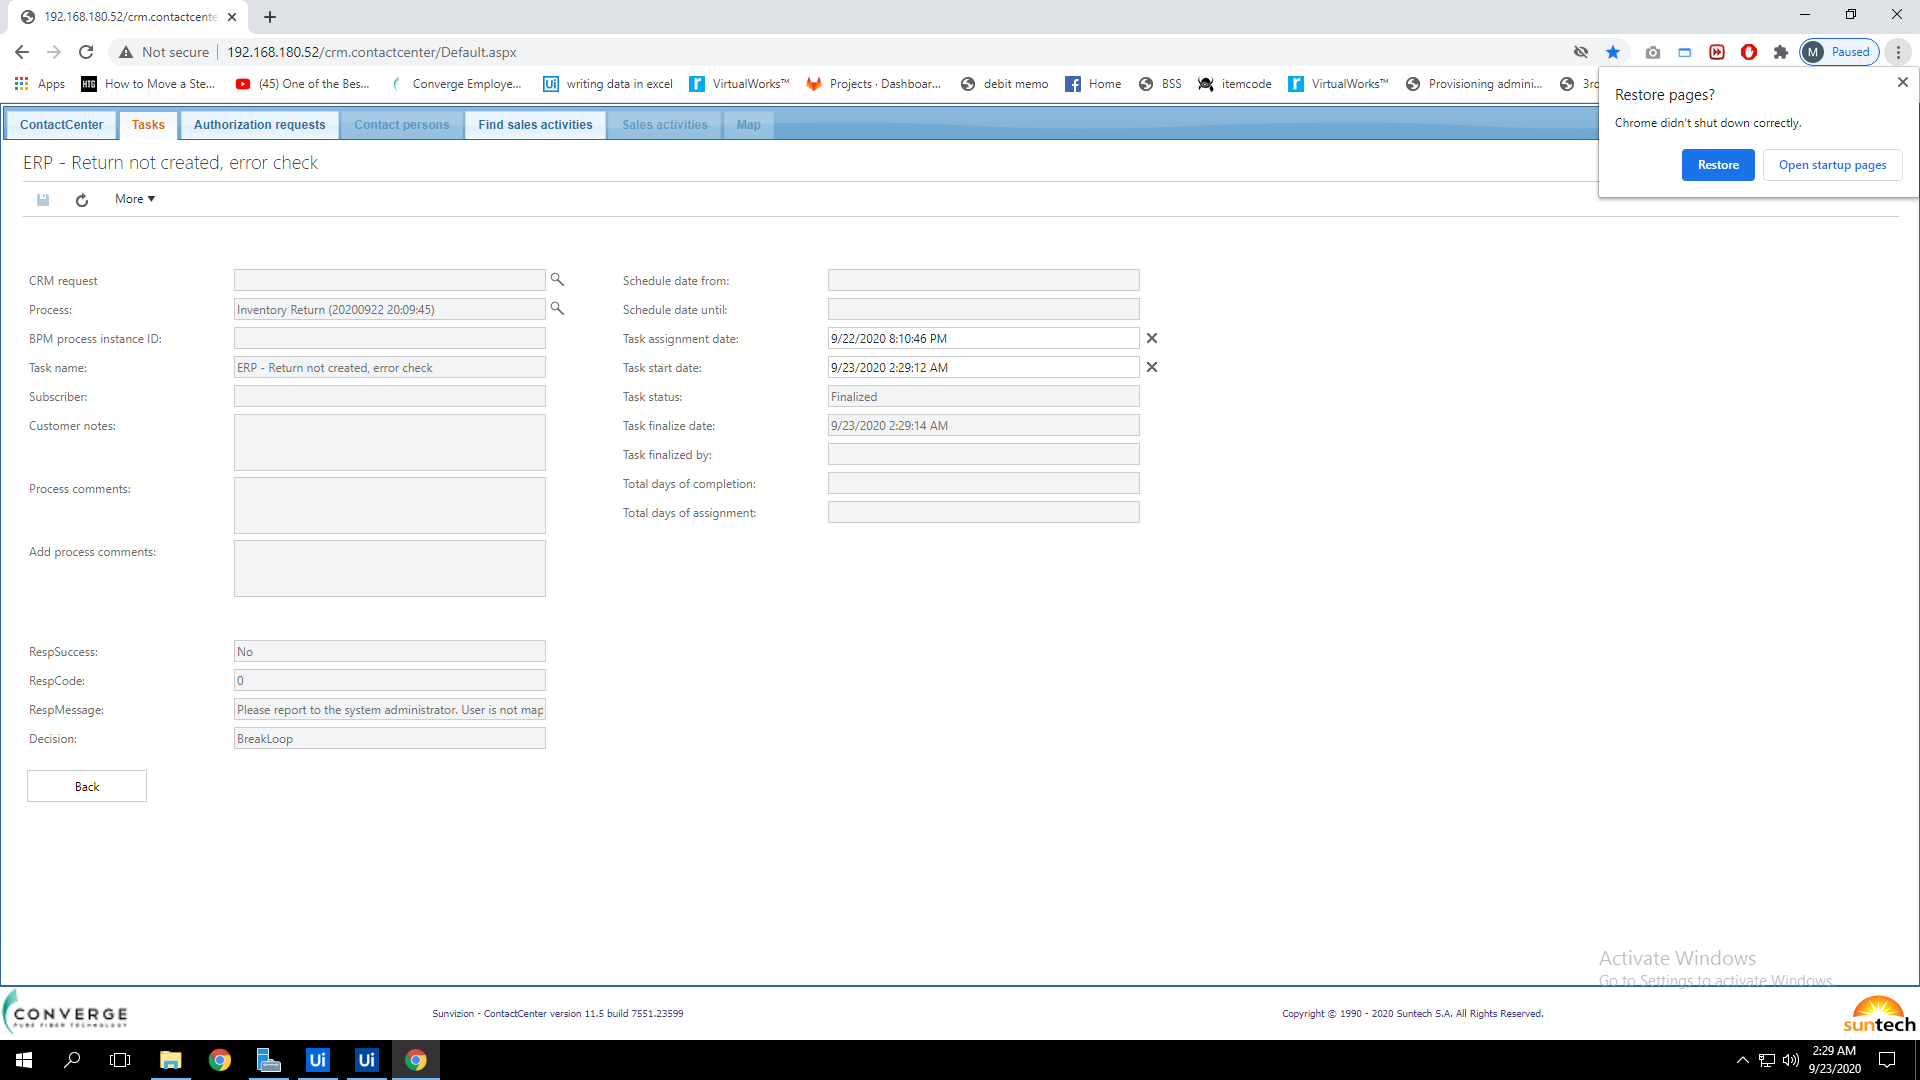 192.168.180.52/crm.contactcente
Not secure
192.168.180.52/crm.contactcenter/Default.aspx
M Paused
Apps
HTG How to Move a Ste...
(45) One of the Bes...
Converge Employe...
Ui writing data in excel
r VirtualWorks™
Projects · Dashboar...
debit memo
Home
BSS
itemcode
r VirtualWorks™
Provisioning admini...
3rd
Restore pages?
Chrome didn't shut down correctly.
Restore
Open startup pages
ContactCenter
Tasks
Authorization requests
Contact persons
Find sales activities
Sales activities
Map
ERP - Return not created, error check
More
CRM request
Process: Inventory Return (20200922 20:09:45)
BPM process instance ID:
Task name: ERP - Return not created, error check
Subscriber:
Customer notes:
Process comments:
Add process comments:
Schedule date from:
Schedule date until:
Task assignment date: 9/22/2020 8:10:46 PM
Task start date: 9/23/2020 2:29:12 AM
Task status: Finalized
Task finalize date: 9/23/2020 2:29:14 AM
Task finalized by:
Total days of completion:
Total days of assignment:
RespSuccess: No
RespCode: 0
RespMessage: Please report to the system administrator. User is not map
Decision: BreakLoop
Back
Activate Windows
Go to Settings to activate Windows.
CONVERGE
PURE FIBER TECHNOLOGY
Sunvizion - ContactCenter version 11.5 build 7551.23599
Copyright © 1990 - 2020 Suntech S.A. All Rights Reserved.
suntech
Ui
Ui
2:29 AM
9/23/2020